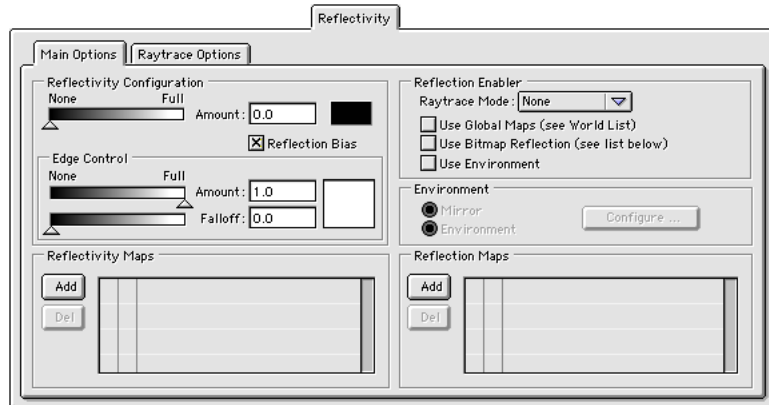 Reflectivity
Main Options
Raytrace Options
Reflectivity Configuration
None Full
Amount: 0.0
Reflection Bias
Edge Control
None Full
Amount: 1.0
Falloff: 0.0
Reflection Enabler
Raytrace Mode: None
Use Global Maps (see World List)
Use Bitmap Reflection (see list below)
Use Environment
Environment
Mirror
Environment
Configure ...
Reflectivity Maps
Add
Del
Reflection Maps
Add
Del